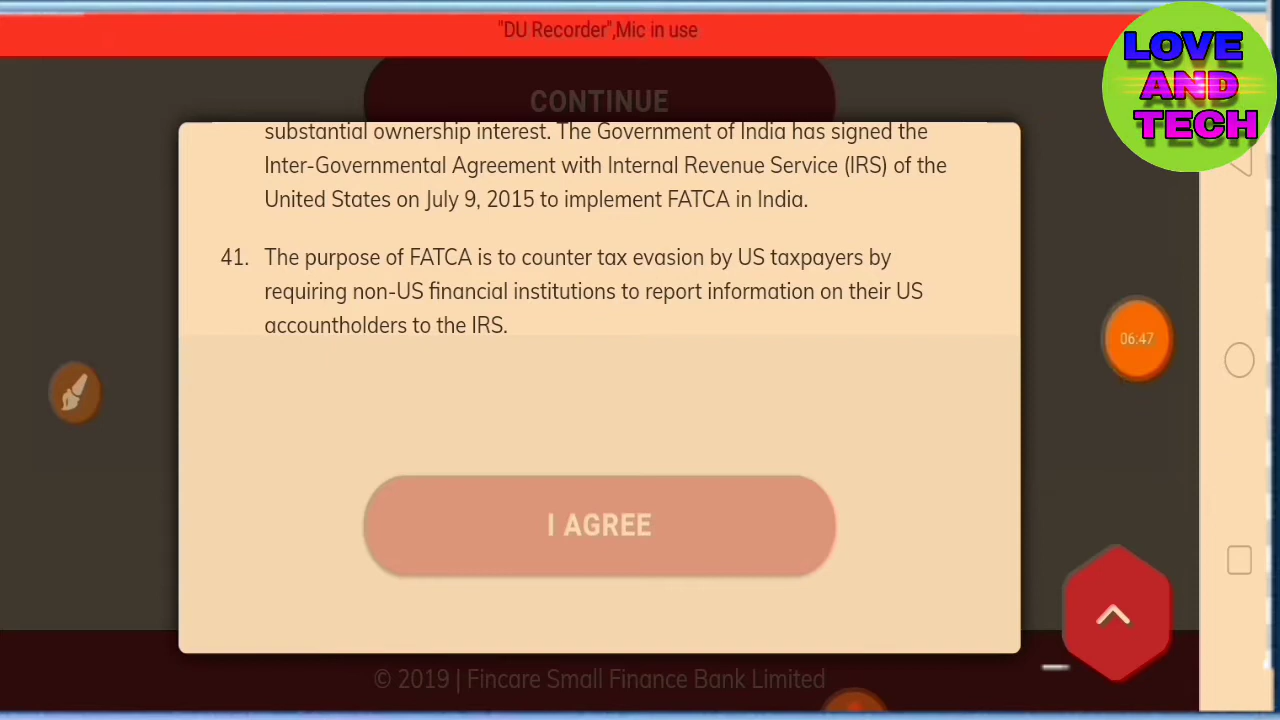 "DU Recorder",Mic in use
LOVE
AND
TECH
CONTINUE
substantial ownership interest. The Government of India has signed the
Inter-Governmental Agreement with Internal Revenue Service (IRS) of the
United States on July 9, 2015 to implement FATCA in India.
41. The purpose of FATCA is to counter tax evasion by US taxpayers by
requiring non-US financial institutions to report information on their US
accountholders to the IRS.
06:47
I AGREE
© 2019 | Fincare Small Finance Bank Limited